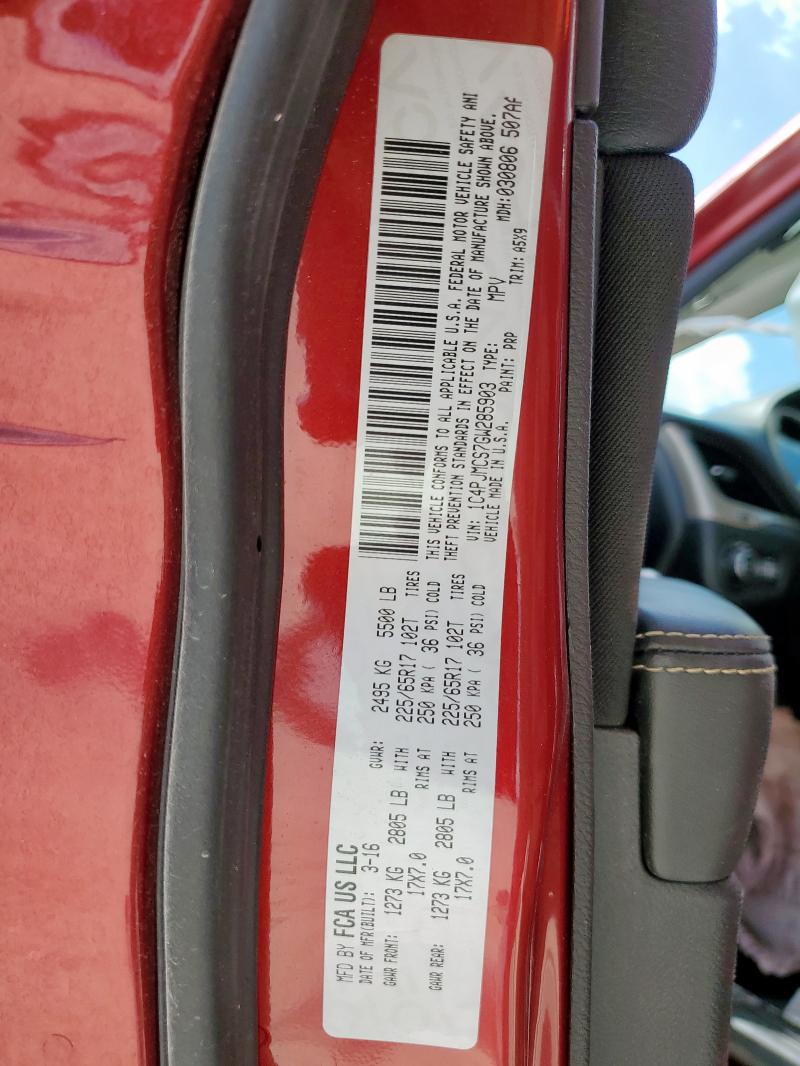 MFD BY FCA US LLC
DATE OF MFR(BUILT): 3-16 GVWR: 2495 KG 5500 LB
GAWR FRONT: 1273 KG 2805 LB WITH 225/65R17 102T TIRES
17X7.0 RIMS AT 250 KPA ( 36 PSI) COLD
GAWR REAR: 1273 KG 2805 LB WITH 225/65R17 102T TIRES
17X7.0 RIMS AT 250 KPA ( 36 PSI) COLD
THIS VEHICLE CONFORMS TO ALL APPLICABLE U.S.A. FEDERAL MOTOR VEHICLE SAFETY AND
THEFT PREVENTION STANDARDS IN EFFECT ON THE DATE OF MANUFACTURE SHOWN ABOVE.
VIN: 1C4PJMCS7GW285903 TYPE: MPV MDH:030806 507Af
VEHICLE MADE IN U.S.A. PAINT: PRP TRIM: A5X9